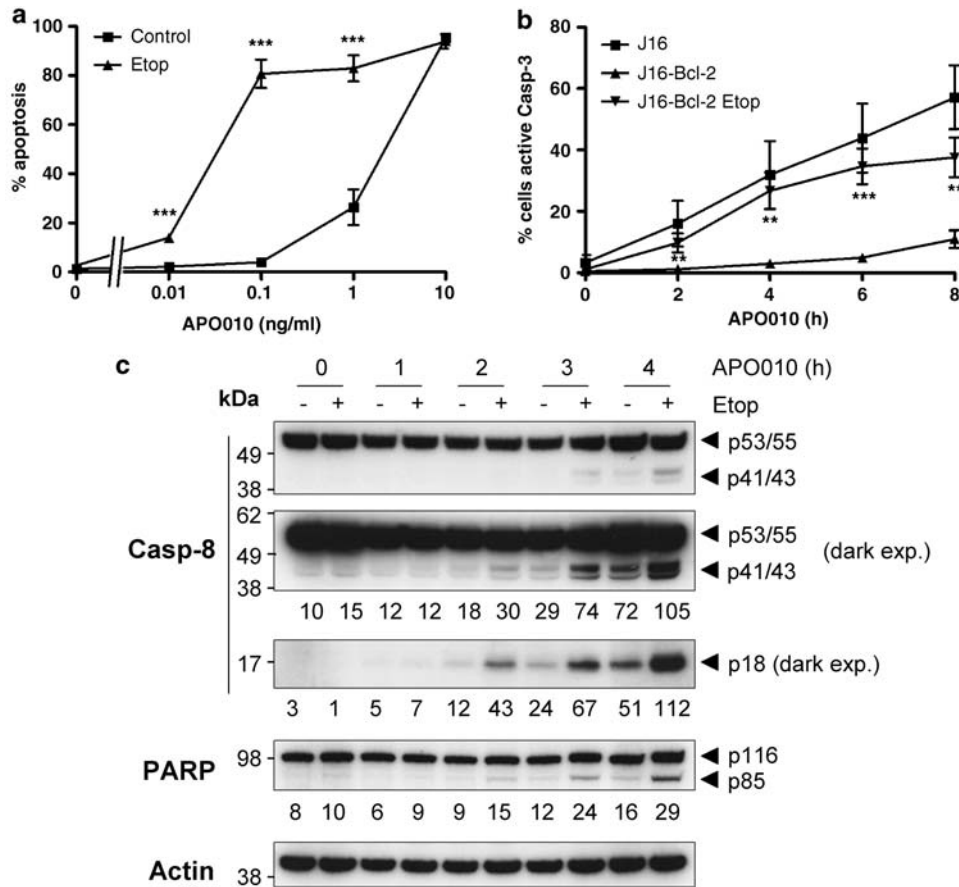 a
Control
Etop
***
***
***
100
80
60
40
20
0
% apoptosis
0
0.01
0.1
1
10
APO010 (ng/ml)
b
J16
J16-Bcl-2
J16-Bcl-2 Etop
80
60
40
20
0
% cells active Casp-3
**
**
***
**
0
2
4
6
8
APO010 (h)
c
0 1 2 3 4 APO010 (h)
kDa
- + - + - + - + - + Etop
Casp-8
49
38
p53/55
p41/43
62
49
38
p53/55
p41/43
(dark exp.)
10 15 12 12 18 30 29 74 72 105
17
p18 (dark exp.)
3 1 5 7 12 43 24 67 51 112
PARP
98
p116
p85
8 10 6 9 9 15 12 24 16 29
Actin
38